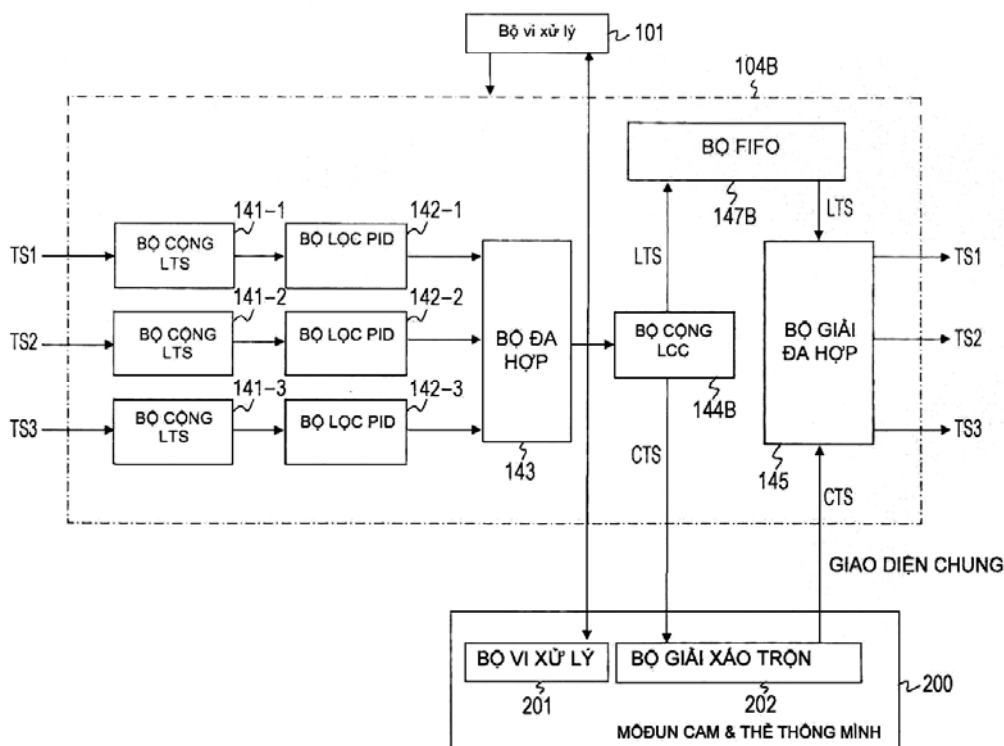 Bộ vi xử lý
101
104B
BỘ FIFO
147B
LTS
141-1
142-1
TS1
BỘ CỘNG
LTS
BỘ LỌC PID
LTS
TS1
141-2
142-2
TS2
BỘ CỘNG
LTS
BỘ LỌC PID
BỘ ĐA
HỢP
BỘ CỘNG
LCC
BỘ GIẢI
ĐA HỢP
TS2
144B
141-3
142-3
TS3
BỘ CỘNG
LTS
BỘ LỌC PID
TS3
143
CTS
145
CTS
GIAO DIỆN CHUNG
BỘ VI XỬ LÝ
BỘ GIẢI XÁO TRỘN
201
202
200
MÔĐUN CAM & THẺ THÔNG MÌNH